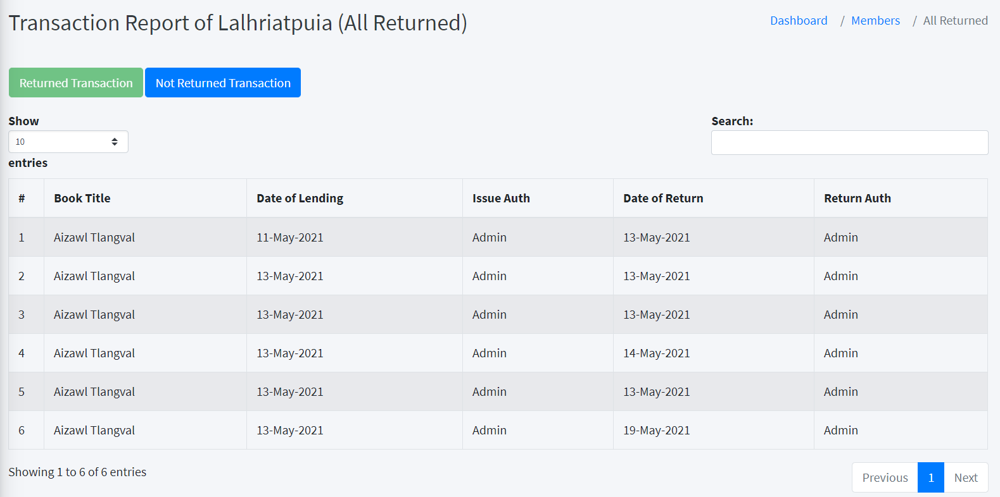 Transaction Report of Lalhriatpuia (All Returned)
Dashboard / Members / All Returned
Returned Transaction Not Returned Transaction
Show
10
entries
Search:
# Book Title Date of Lending Issue Auth Date of Return Return Auth
1 Aizawl Tlangval 11-May-2021 Admin 13-May-2021 Admin
2 Aizawl Tlangval 13-May-2021 Admin 13-May-2021 Admin
3 Aizawl Tlangval 13-May-2021 Admin 13-May-2021 Admin
4 Aizawl Tlangval 13-May-2021 Admin 14-May-2021 Admin
5 Aizawl Tlangval 13-May-2021 Admin 13-May-2021 Admin
6 Aizawl Tlangval 13-May-2021 Admin 19-May-2021 Admin
Showing 1 to 6 of 6 entries
Previous 1 Next